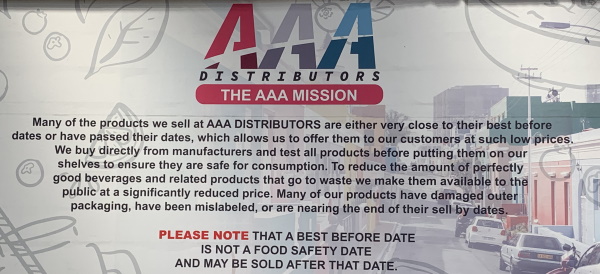 AAA
DISTRIBUTORS
THE AAA MISSION
Many of the products we sell at AAA DISTRIBUTORS are either very close to their best before
dates or have passed their dates, which allows us to offer them to our customers at such low prices.
We buy directly from manufacturers and test all products before putting them on our
shelves to ensure they are safe for consumption. To reduce the amount of perfectly
good beverages and related products that go to waste we make them available to the
public at a significantly reduced price. Many of our products have damaged outer
packaging, have been mislabeled, or are nearing the end of their sell by dates.
PLEASE NOTE THAT A BEST BEFORE DATE
IS NOT A FOOD SAFETY DATE
AND MAY BE SOLD AFTER THAT DATE.